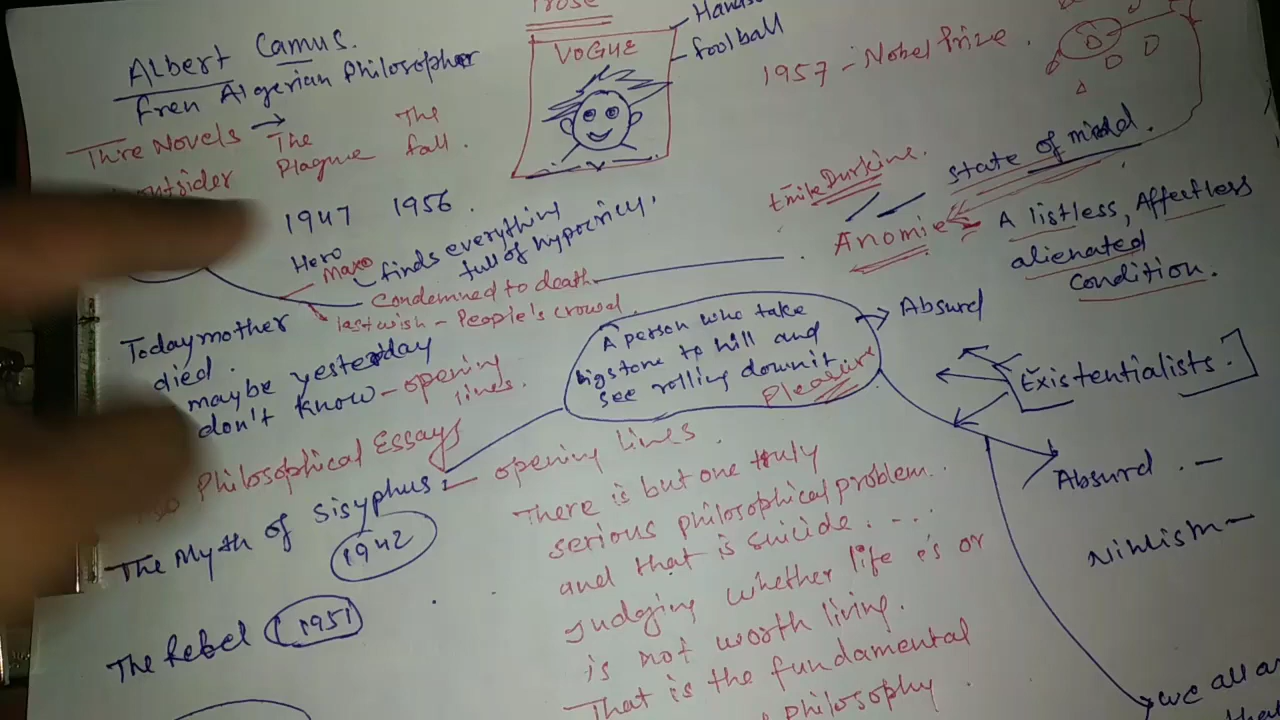 Prose
Albert Camus.
Fren Algerian Philosopher
VOGUE
football
1957 - Nobel Prize.
Thre Novels → The Plague The fall.
outsider
1947 1956.
Hero
finds everything
full of hypocricy.
Condemned to death
last wish - People's crowd
Emile Durkine.
state of mind.
Anomie - A listless, Affectless
alienated
condition.
Today mother
died.
maybe yesterday
don't know - opening
lines.
A person who take
big stone to hill and
see rolling down it
Pleasure
Absurd
Existentialists.
Absurd. -
Nihlism -
Philosophical Essays
The Myth of Sisyphus: - opening lines.
1942
There is but one truly
serious philosophical problem.
and that is suicide. ....
Judging whether life is or
is not worth living.
That is the fundamental
philosophy.
The Rebel (1951)
we all a